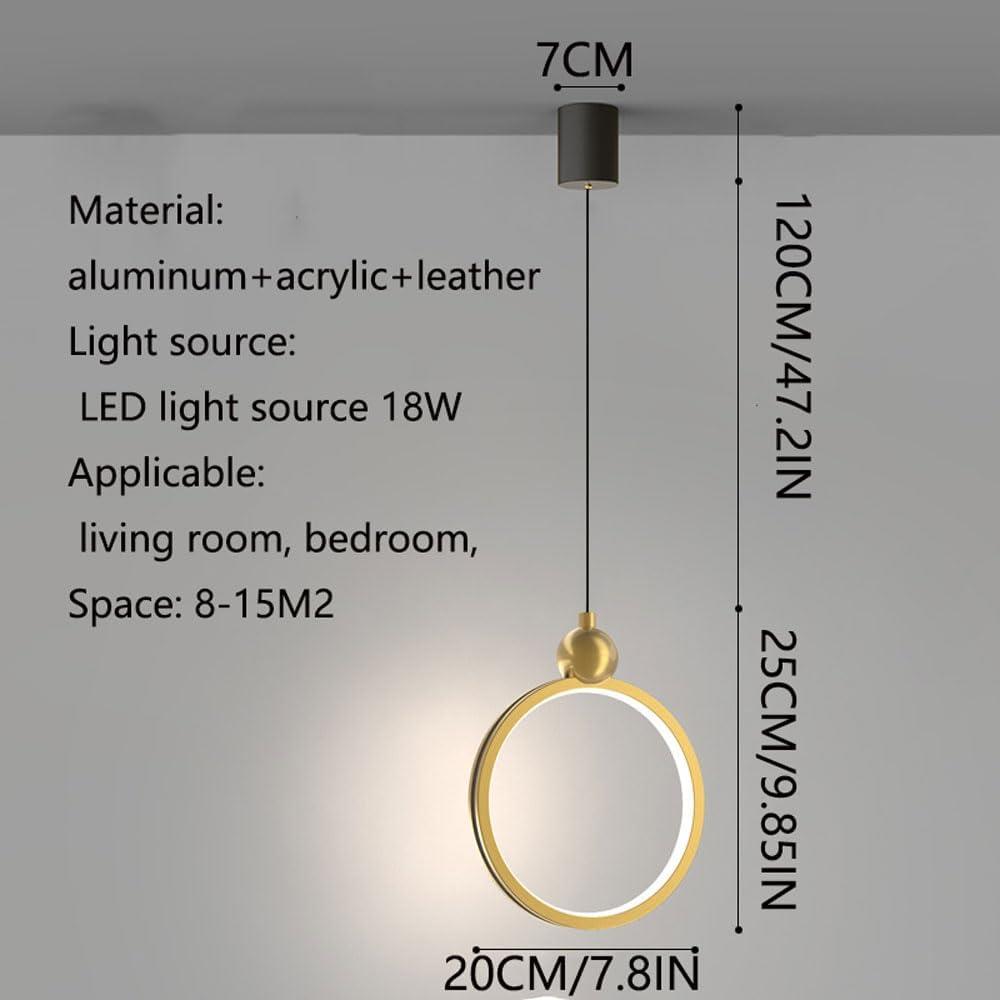 7CM
Material:
aluminum+acrylic+leather
Light source:
LED light source 18W
Applicable:
living room, bedroom,
Space: 8-15M2
120CM/47.2IN
25CM/9.85IN
20CM/7.8IN